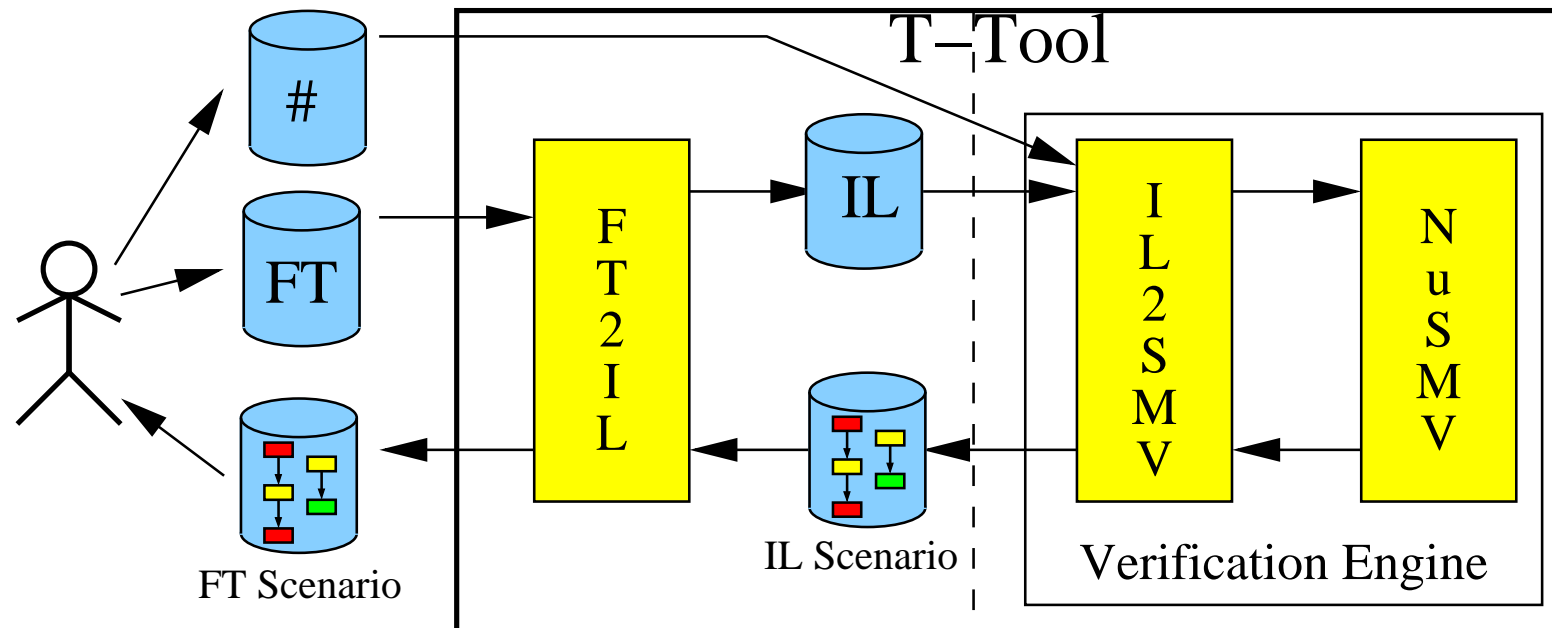 T–Tool
#
FT
FT2IL
IL
IL2SMV
NuSMV
FT Scenario
IL Scenario
Verification Engine